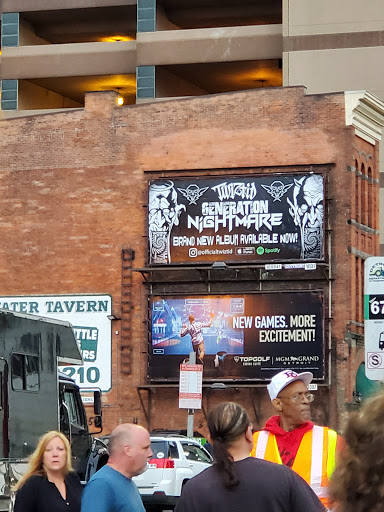 Twiztid
GENERATION
NIGHTMARE
BRAND NEW ALBUM AVAILABLE NOW!
@officialtwiztid
Spotify
NEW GAMES. MORE
EXCITEMENT!
TOPGOLF
MGM GRAND
DETROIT
ATER TAVERN
210
67